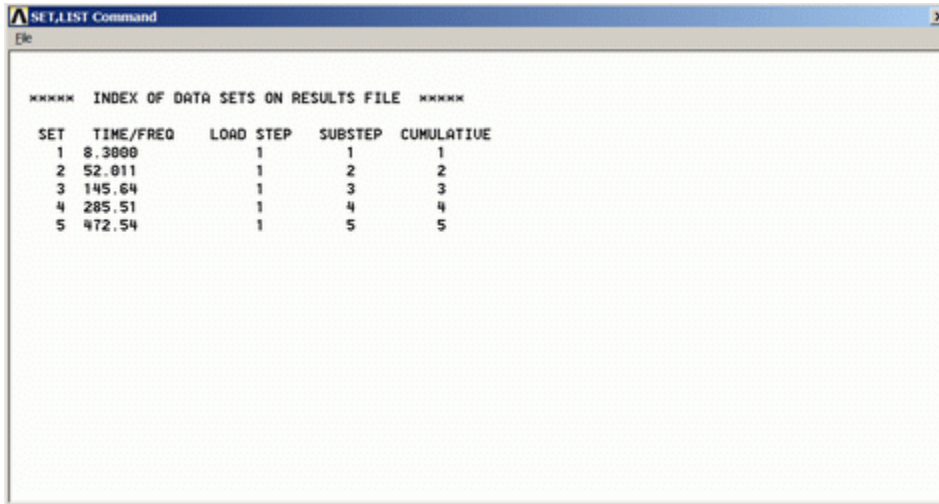 SET,LIST Command
File
***** INDEX OF DATA SETS ON RESULTS FILE *****
SET TIME/FREQ LOAD STEP SUBSTEP CUMULATIVE
1 8.3000 1 1 1
2 52.011 1 2 2
3 145.64 1 3 3
4 285.51 1 4 4
5 472.54 1 5 5